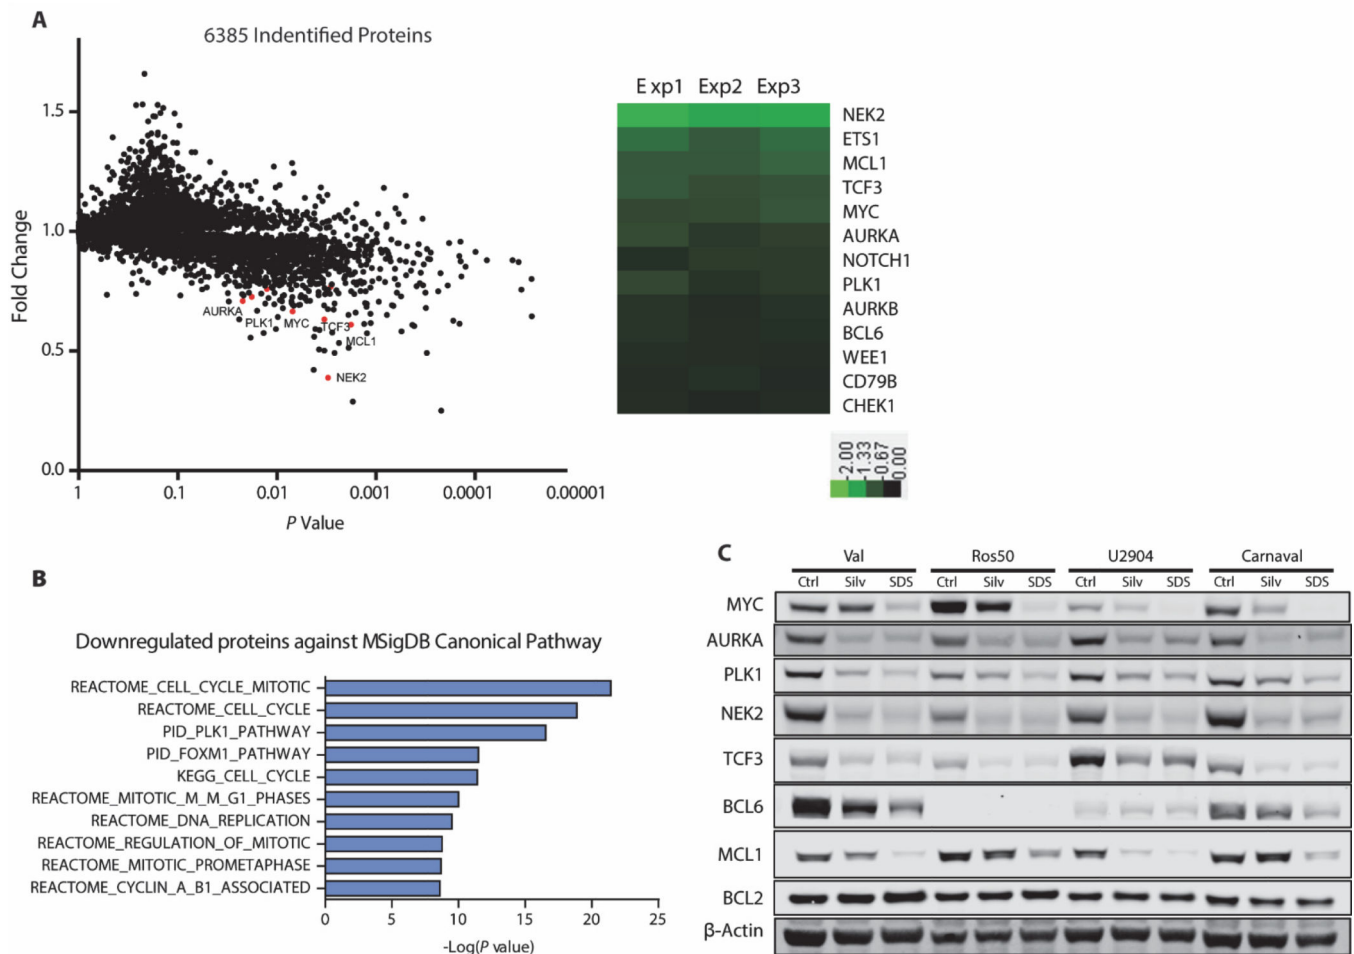 A
6385 Indentified Proteins
Fold Change
1.5
1.0
0.5
0.0
AURKA
PLK1
MYC
TCF3
MCL1
NEK2
1 0.1 0.01 0.001 0.0001 0.00001
P Value
E xp1 Exp2 Exp3
NEK2
ETS1
MCL1
TCF3
MYC
AURKA
NOTCH1
PLK1
AURKB
BCL6
WEE1
CD79B
CHEK1
-2.00
-1.33
-0.67
0.00
B
Downregulated proteins against MSigDB Canonical Pathway
REACTOME_CELL_CYCLE_MITOTIC
REACTOME_CELL_CYCLE
PID_PLK1_PATHWAY
PID_FOXM1_PATHWAY
KEGG_CELL_CYCLE
REACTOME_MITOTIC_M_M_G1_PHASES
REACTOME_DNA_REPLICATION
REACTOME_REGULATION_OF_MITOTIC
REACTOME_MITOTIC_PROMETAPHASE
REACTOME_CYCLIN_A_B1_ASSOCIATED
0 5 10 15 20 25
-Log(P value)
C
Val Ros50 U2904 Carnaval
Ctrl Silv SDS Ctrl Silv SDS Ctrl Silv SDS Ctrl Silv SDS
MYC
AURKA
PLK1
NEK2
TCF3
BCL6
MCL1
BCL2
β-Actin